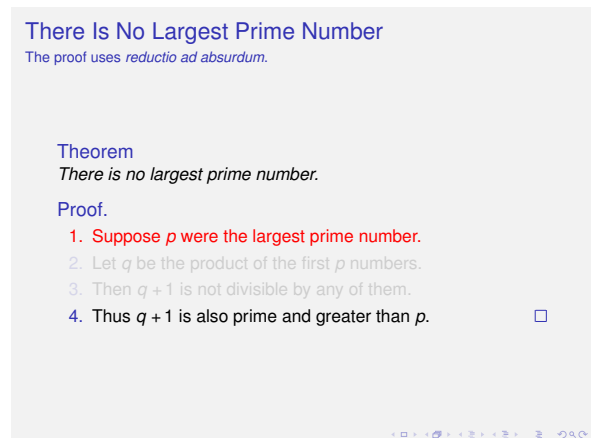 There Is No Largest Prime Number
The proof uses reductio ad absurdum.
Theorem
There is no largest prime number.
Proof.
1. Suppose p were the largest prime number.
2. Let q be the product of the first p numbers.
3. Then q + 1 is not divisible by any of them.
4. Thus q + 1 is also prime and greater than p. □